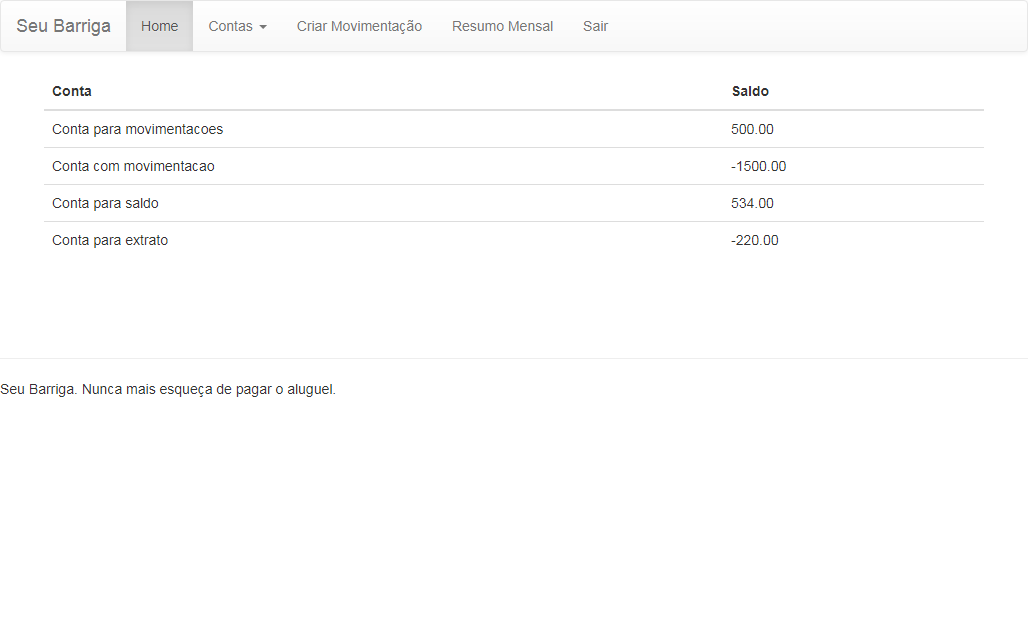 Seu Barriga Home Contas Criar Movimentação Resumo Mensal Sair
Conta Saldo
Conta para movimentacoes 500.00
Conta com movimentacao -1500.00
Conta para saldo 534.00
Conta para extrato -220.00
Seu Barriga. Nunca mais esqueça de pagar o aluguel.